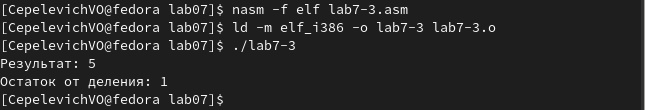 [CepelevichVO@fedora lab07]$ nasm -f elf lab7-3.asm
[CepelevichVO@fedora lab07]$ ld -m elf_i386 -o lab7-3 lab7-3.o
[CepelevichVO@fedora lab07]$ ./lab7-3
Результат: 5
Остаток от деления: 1
[CepelevichVO@fedora lab07]$